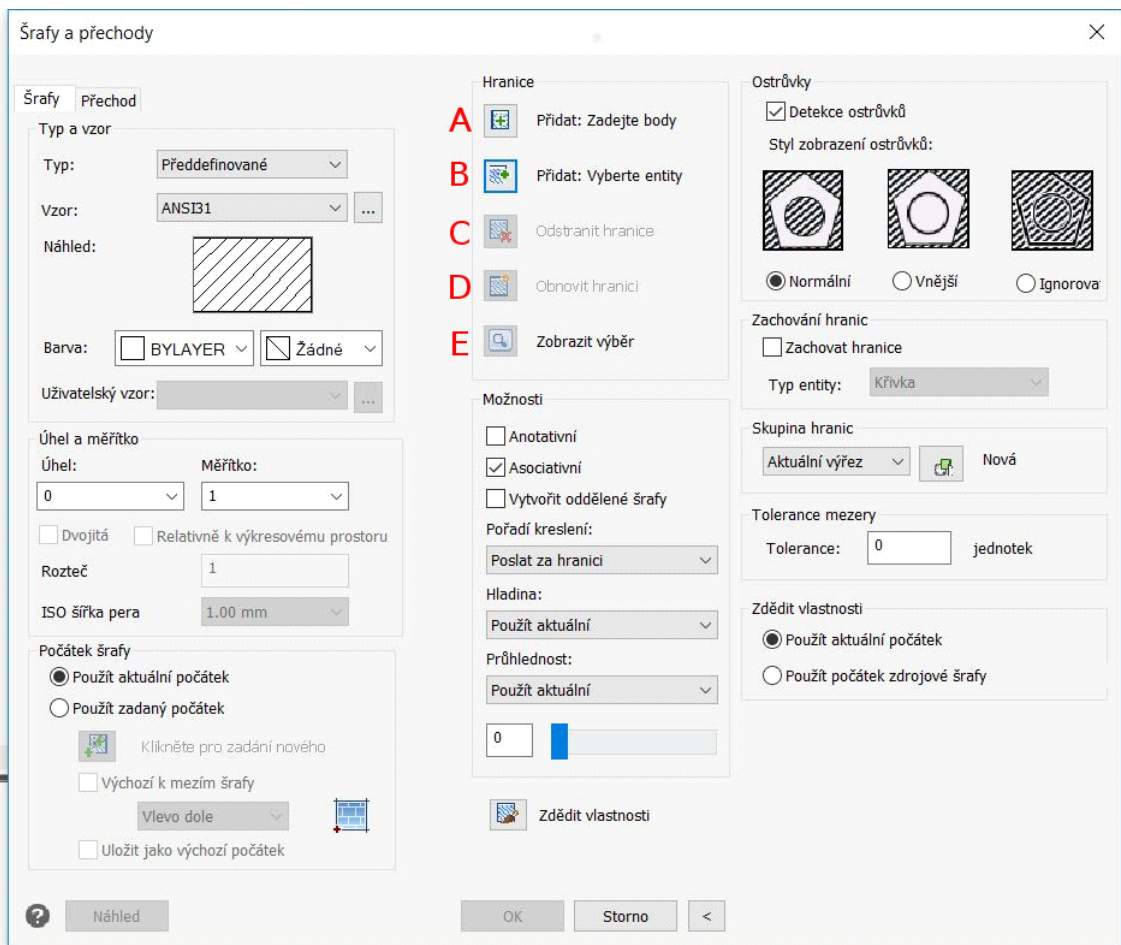 Šrafy a přechody
Šrafy
Přechod
Typ a vzor
Typ:
Předdefinované
Vzor:
ANSI31
...
Náhled:
Barva:
BYLAYER
Žádné
Uživatelský vzor:
...
Úhel a měřítko
Úhel:
Měřítko:
0
1
Dvojitá
Relativně k výkresovému prostoru
Rozteč
1
ISO šířka pera
1.00 mm
Počátek šrafy
Použít aktuální počátek
Použít zadaný počátek
Klikněte pro zadání nového
Výchozí k mezím šrafy
Vlevo dole
Uložit jako výchozí počátek
Hranice
A
Přidat: Zadejte body
B
Přidat: Vyberte entity
C
Odstranit hranice
D
Obnovit hranici
E
Zobrazit výběr
Možnosti
Anotativní
Asociativní
Vytvořit oddělené šrafy
Pořadí kreslení:
Poslat za hranici
Hladina:
Použít aktuální
Průhlednost:
Použít aktuální
0
Zdědit vlastnosti
Ostrůvky
Detekce ostrůvků
Styl zobrazení ostrůvků:
Normální
Vnější
Ignorova
Zachování hranic
Zachovat hranice
Typ entity:
Křivka
Skupina hranic
Aktuální výřez
Nová
Tolerance mezery
Tolerance:
0
jednotek
Zdědit vlastnosti
Použít aktuální počátek
Použít počátek zdrojové šrafy
?
Náhled
OK
Storno
<